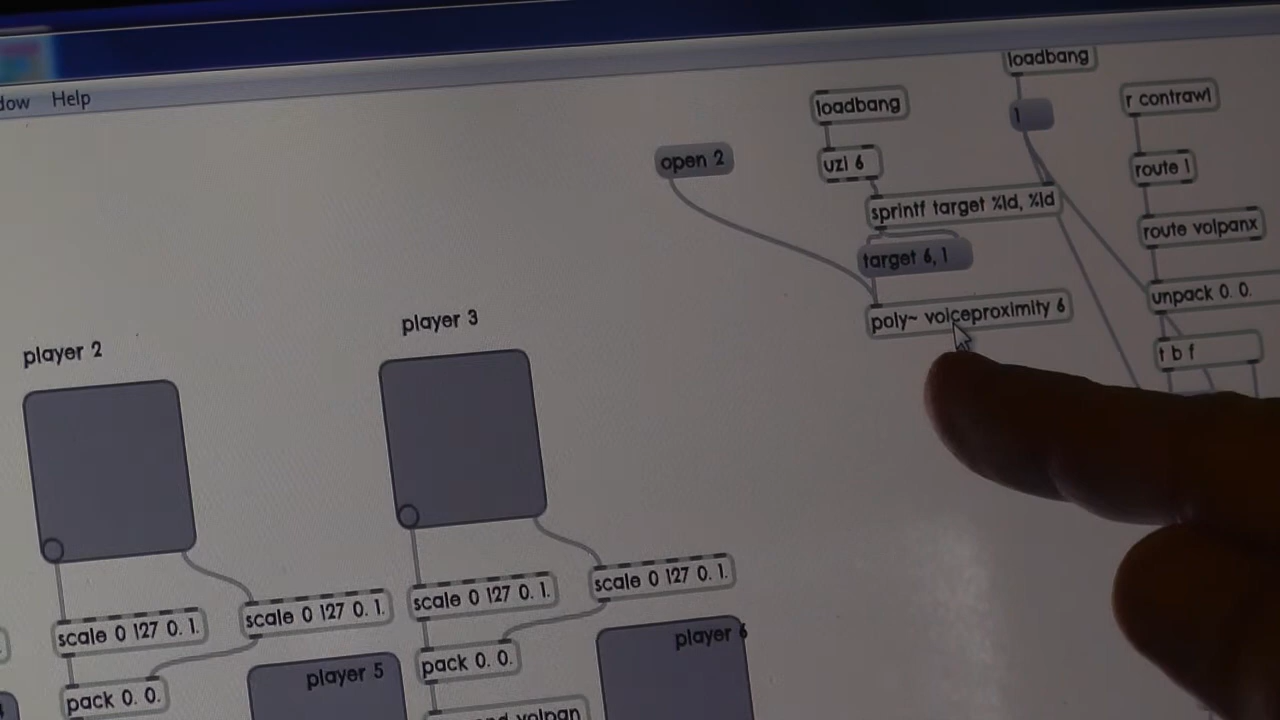 Help
loadbang
loadbang
1
r contrawl
open 2
uzi 6
route 1
sprintf target %ld, %ld
route volpanx
target 6, 1
unpack 0. 0.
poly~ voiceproximity 6
t b f
player 2
player 3
scale 0 127 0. 1.
scale 0 127 0. 1.
scale 0 127 0. 1.
scale 0 127 0. 1.
player 5
player 6
pack 0. 0.
pack 0. 0.
volpan